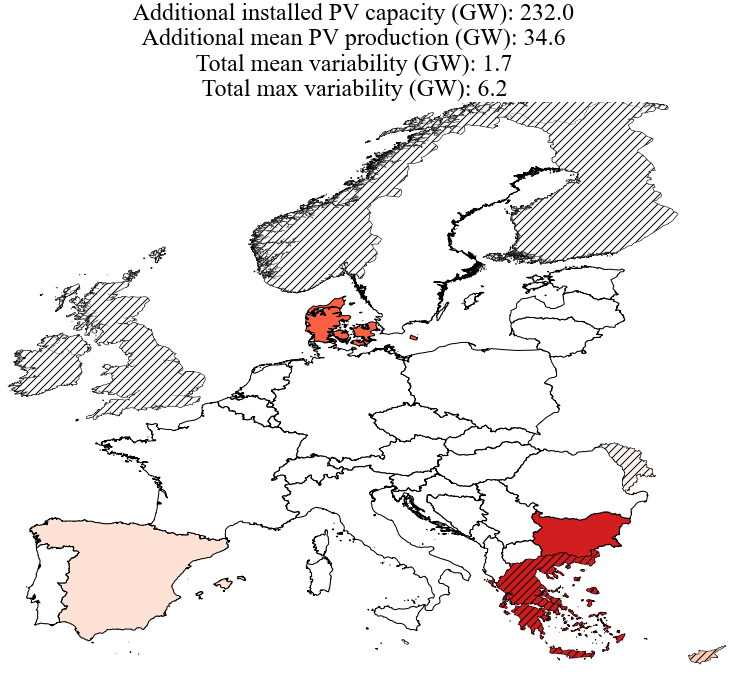 Additional installed PV capacity (GW): 232.0
Additional mean PV production (GW): 34.6
Total mean variability (GW): 1.7
Total max variability (GW): 6.2